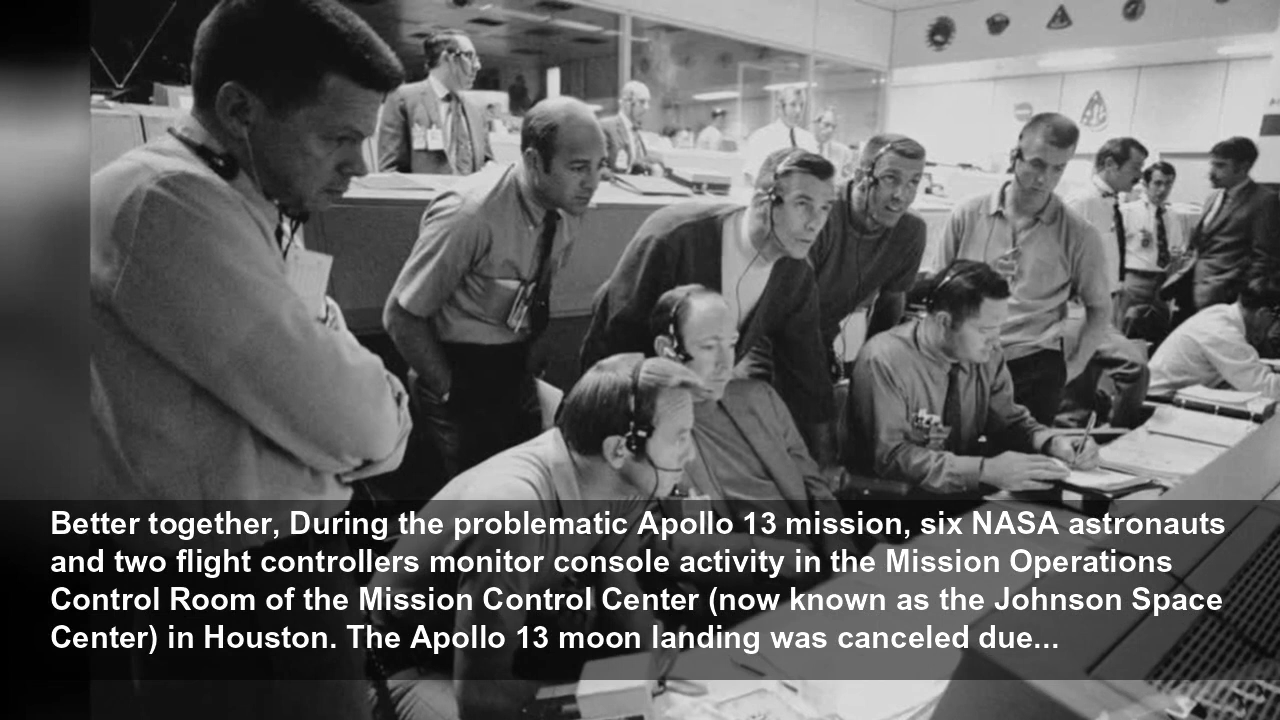 Better together, During the problematic Apollo 13 mission, six NASA astronauts
and two flight controllers monitor console activity in the Mission Operations
Control Room of the Mission Control Center (now known as the Johnson Space
Center) in Houston. The Apollo 13 moon landing was canceled due...